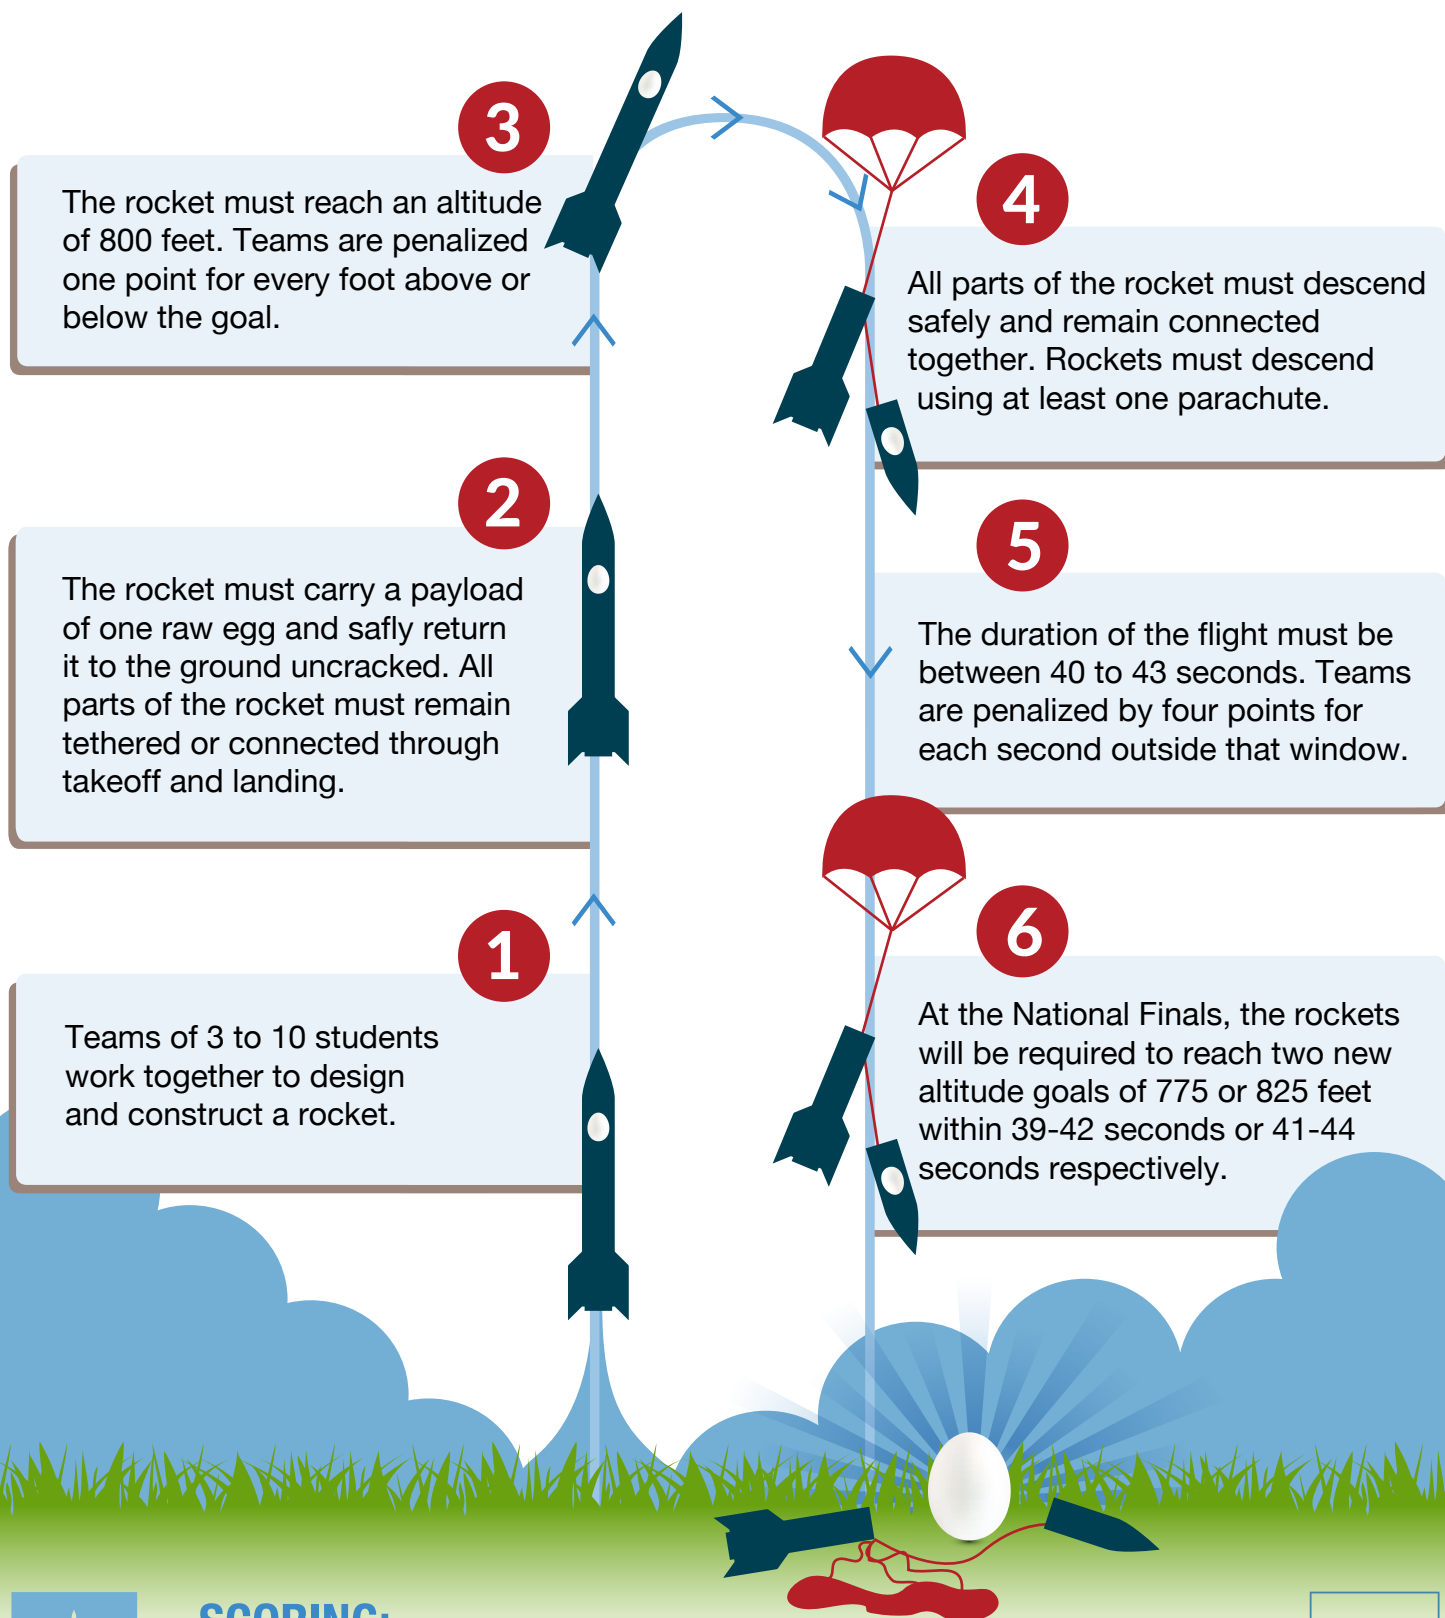 3
The rocket must reach an altitude
of 800 feet. Teams are penalized
one point for every foot above or
below the goal.
2
The rocket must carry a payload
of one raw egg and safly return
it to the ground uncracked. All
parts of the rocket must remain
tethered or connected through
takeoff and landing.
1
Teams of 3 to 10 students
work together to design
and construct a rocket.
4
All parts of the rocket must descend
safely and remain connected
together. Rockets must descend
using at least one parachute.
5
The duration of the flight must be
between 40 to 43 seconds. Teams
are penalized by four points for
each second outside that window.
6
At the National Finals, the rockets
will be required to reach two new
altitude goals of 775 or 825 feet
within 39-42 seconds or 41-44
seconds respectively.
SCORING: